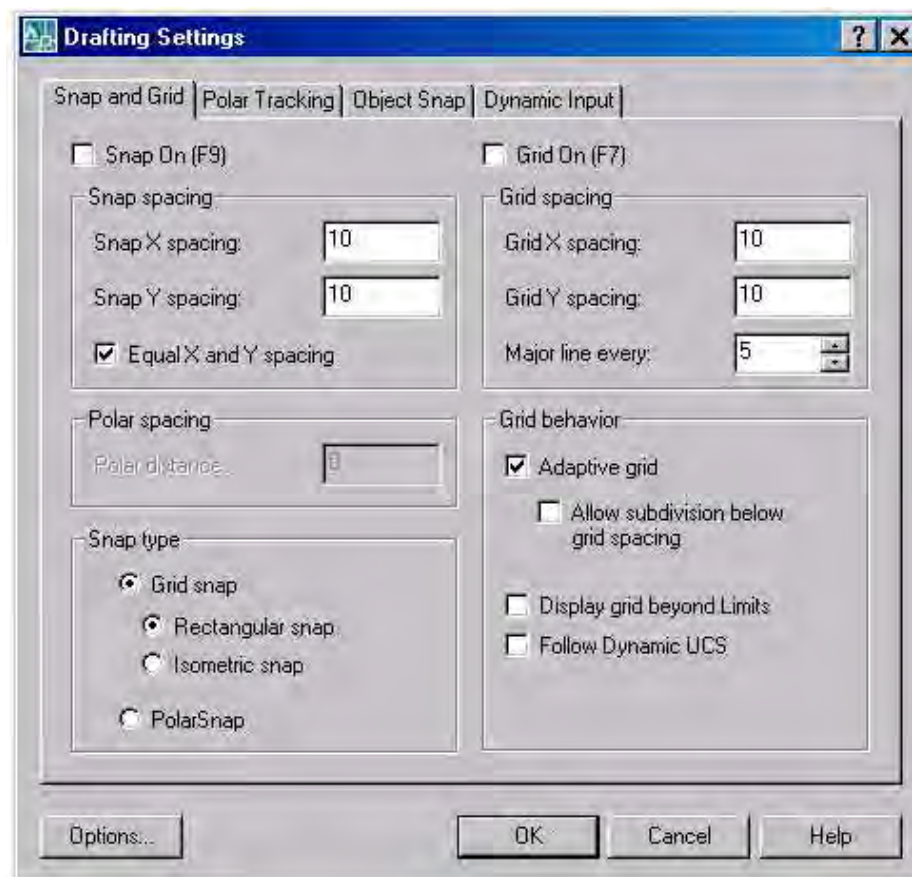 Drafting Settings
Snap and Grid Polar Tracking Object Snap Dynamic Input
Snap On (F9)
Snap spacing
Snap X spacing: 10
Snap Y spacing: 10
Equal X and Y spacing
Polar spacing
Polar distance: 0
Snap type
Grid snap
Rectangular snap
Isometric snap
PolarSnap
Grid On (F7)
Grid spacing
Grid X spacing: 10
Grid Y spacing: 10
Major line every: 5
Grid behavior
Adaptive grid
Allow subdivision below
grid spacing
Display grid beyond Limits
Follow Dynamic UCS
Options... OK Cancel Help